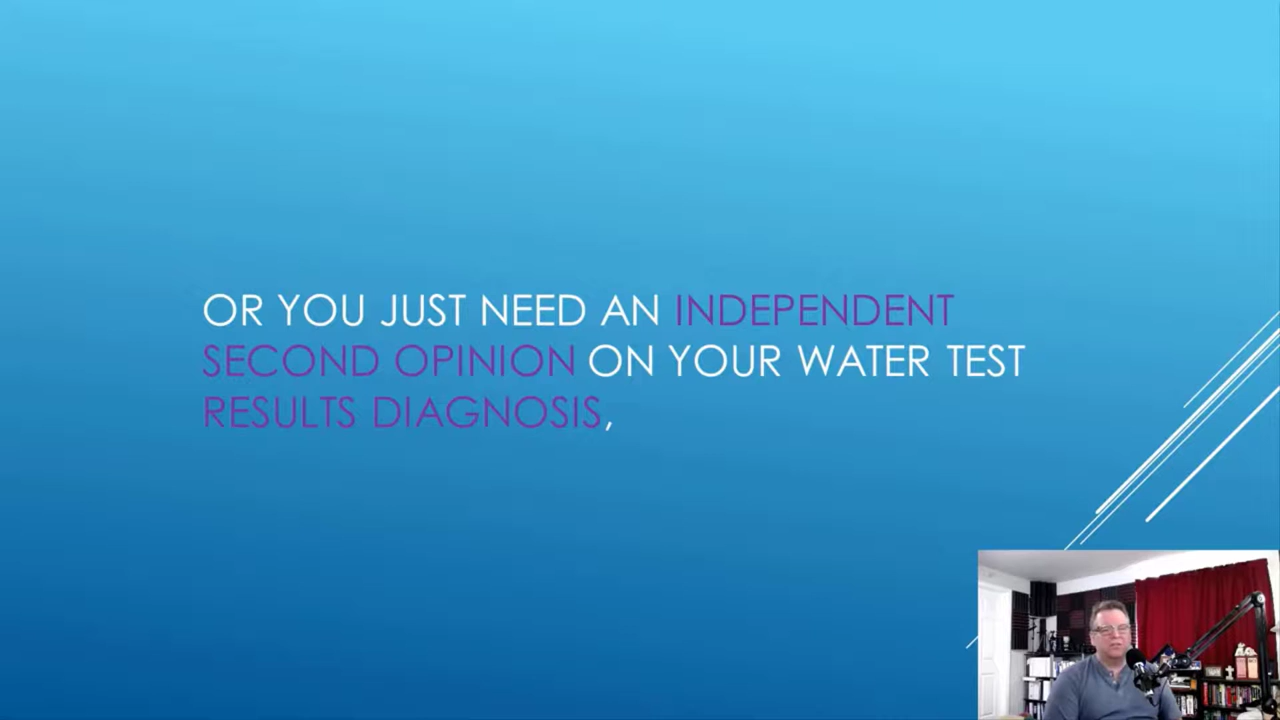 OR YOU JUST NEED AN INDEPENDENT
SECOND OPINION ON YOUR WATER TEST
RESULTS DIAGNOSIS,